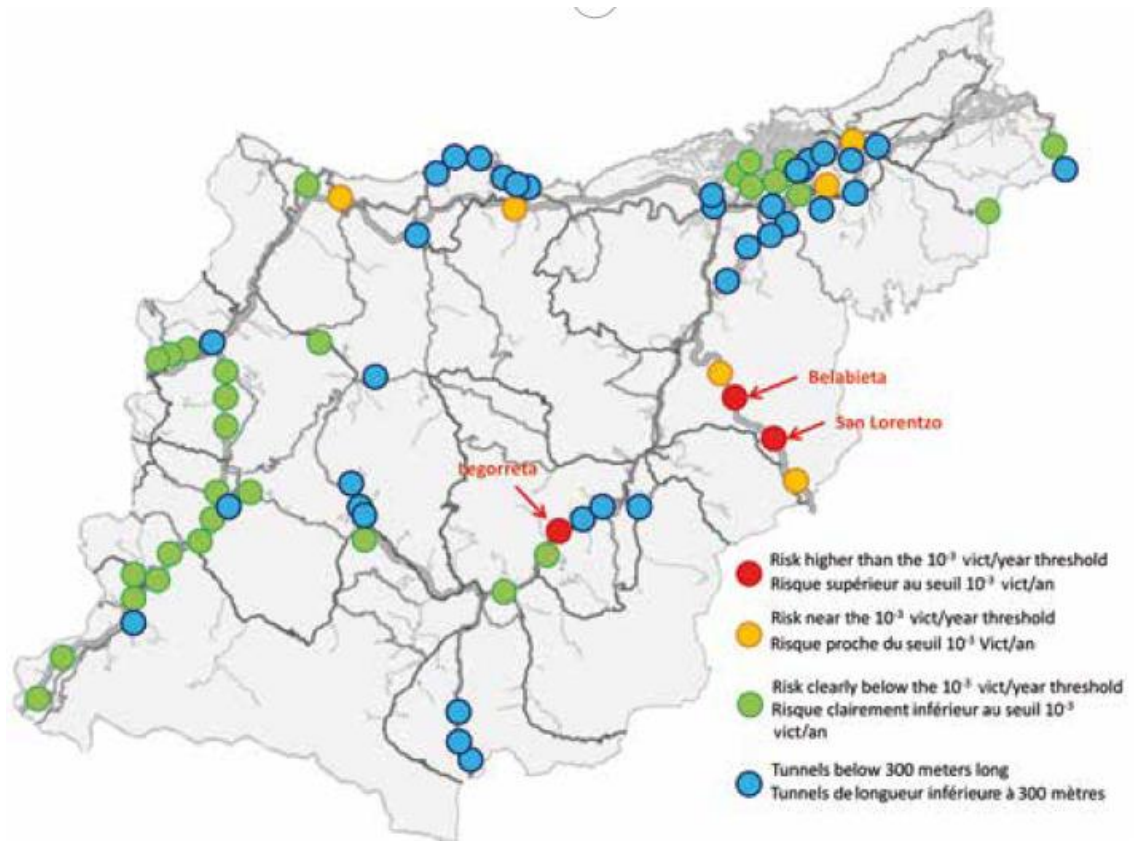 Belabieta
San Lorentzo
Legorreta
Risk higher than the 10⁻³ vict/year threshold
Risque supérieur au seuil 10⁻³ vict/an
Risk near the 10⁻³ vict/year threshold
Risque proche du seuil 10⁻³ Vict/an
Risk clearly below the 10⁻³ vict/year threshold
Risque clairement inférieur au seuil 10⁻³
vict/an
Tunnels below 300 meters long
Tunnels de longueur inférieure à 300 mètres